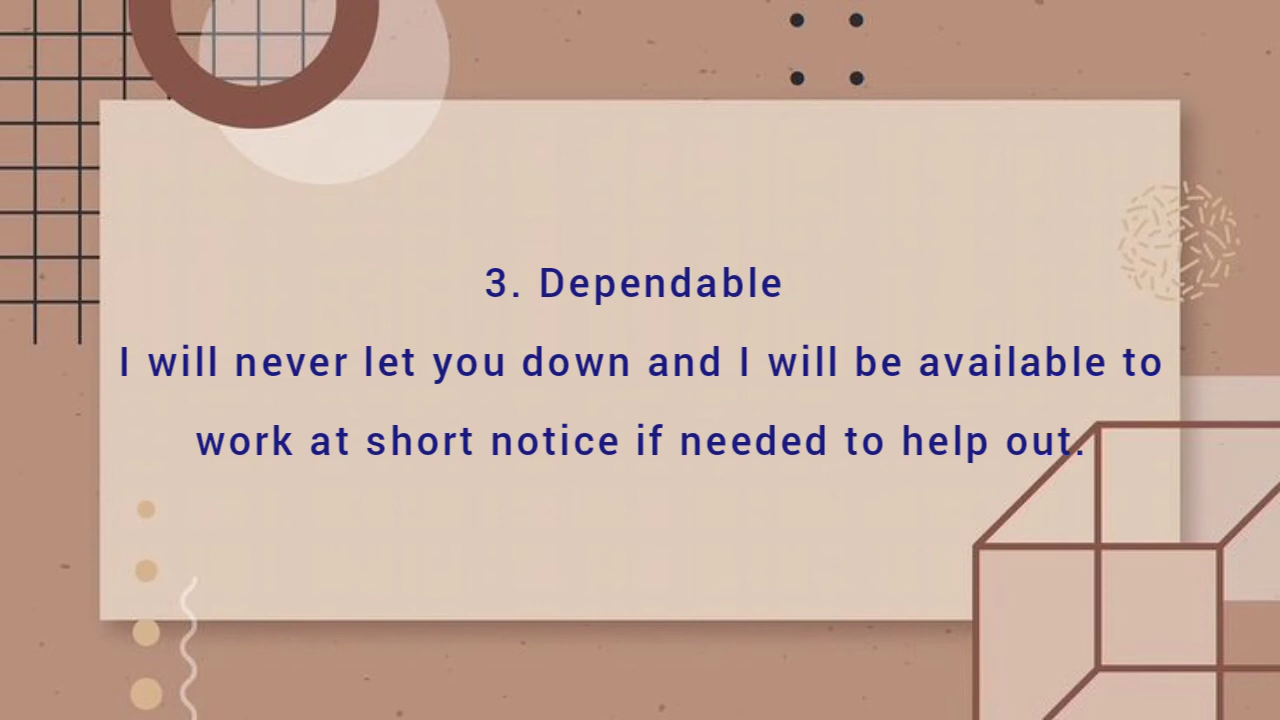 3. Dependable
I will never let you down and I will be available to
work at short notice if needed to help out.